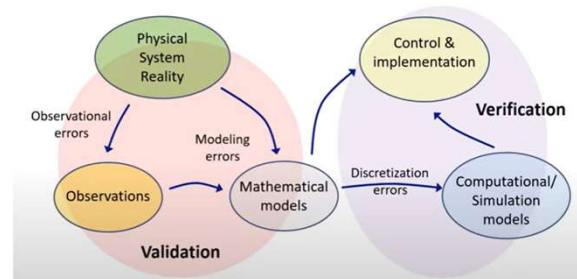 Physical
System
Reality
Control &
implementation
Observational
errors
Modeling
errors
Verification
Observations
Mathematical
models
Discretization
errors
Computational/
Simulation
models
Validation